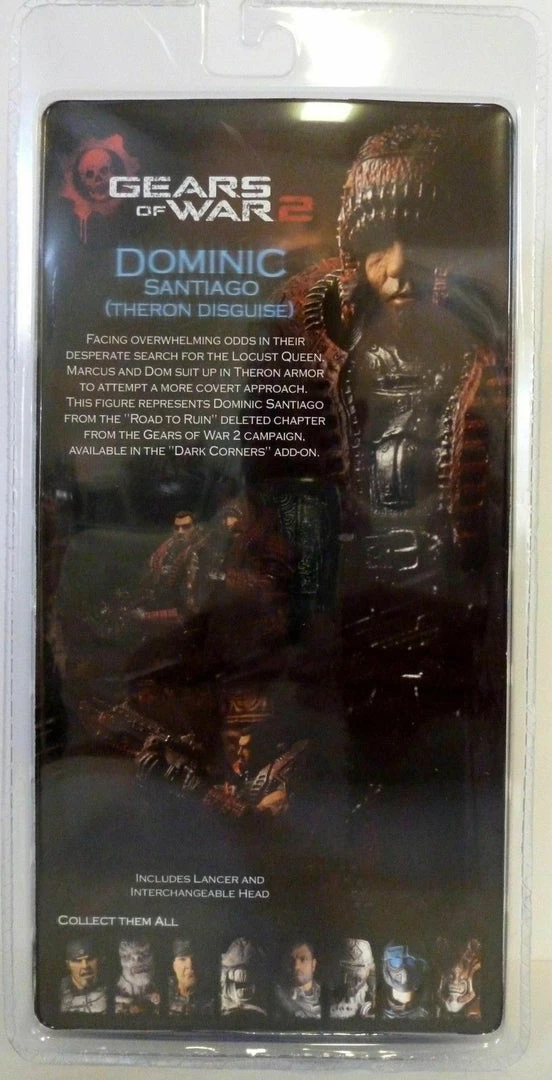 GEARS
OF WAR 2
DOMINIC
SANTIAGO
(THERON DISGUISE)
FACING OVERWHELMING ODDS IN THEIR
DESPERATE SEARCH FOR THE LOCUST QUEEN,
MARCUS AND DOM SUIT UP IN THERON ARMOR
TO ATTEMPT A MORE COVERT APPROACH.
THIS FIGURE REPRESENTS DOMINIC SANTIAGO
FROM THE "ROAD TO RUIN" DELETED CHAPTER
FROM THE GEARS OF WAR 2 CAMPAIGN,
AVAILABLE IN THE "DARK CORNERS" ADD-ON.
INCLUDES LANCER AND
INTERCHANGEABLE HEAD
COLLECT THEM ALL